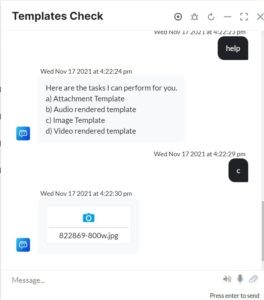 Templates Check
Wed Nov 17 2021 at 4:22:23 PM
help
Wed Nov 17 2021 at 4:22:24 PM
Here are the tasks I can perform for you.
a) Attachment Template
b) Audio rendered template
c) Image Template
d) Video rendered template
Wed Nov 17 2021 at 4:22:29 PM
c
Wed Nov 17 2021 at 4:22:30 PM
822869-800w.jpg
Message...
Press enter to send